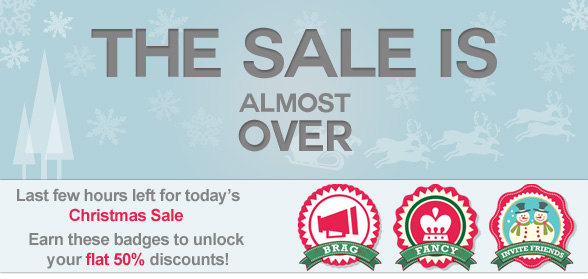 THE SALE IS
ALMOST
OVER
Last few hours left for today's
Christmas Sale
Earn these badges to unlock
your flat 50% discounts!
BRAG
FANCY
INVITE FRIENDS